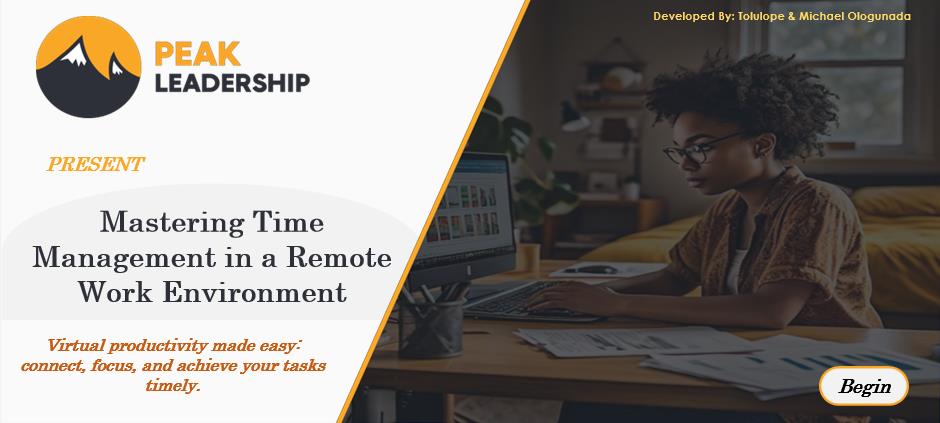 Developed By: Tolulope & Michael Ologunada
PEAK
LEADERSHIP
PRESENT
Mastering Time
Management in a Remote
Work Environment
Virtual productivity made easy:
connect, focus, and achieve your tasks
timely.
Begin